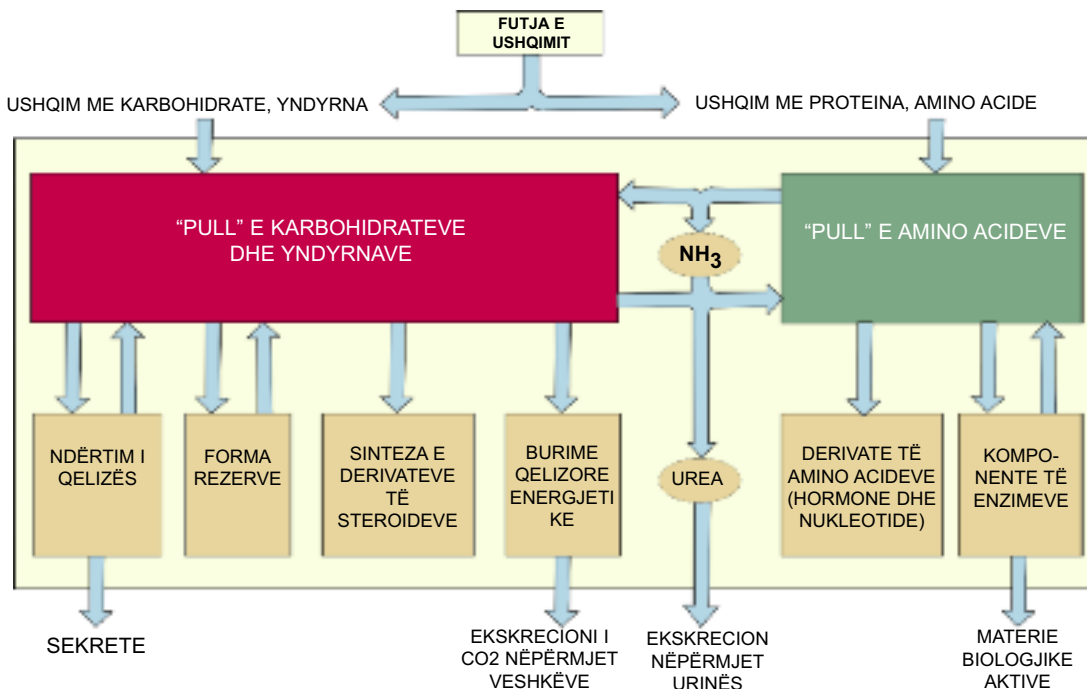 FUTJA E
USHQIMIT
USHQIM ME KARBOHIDRATE, YNDYRNA
USHQIM ME PROTEINA, AMINO ACIDE
“PULL” E KARBOHIDRATEVE
DHE YNDYRNAVE
NH3
“PULL” E AMINO ACIDEVE
NDËRTIM I
QELIZËS
FORMA
REZERVE
SINTEZA E
DERIVATEVE
TË
STEROIDEVE
BURIME
QELIZORE
ENERGJETI
KE
UREA
DERIVATE TË
AMINO ACIDEVE
(HORMONE DHE
NUKLEOTIDE)
KOMPO-
NENTE TË
ENZIMEVE
SEKRETE
EKSKRECIONI I
CO2 NËPËRMJET
VESHKËVE
EKSKRECION
NËPËRMJET
URINËS
MATERIE
BIOLOGJIKE
AKTIVE